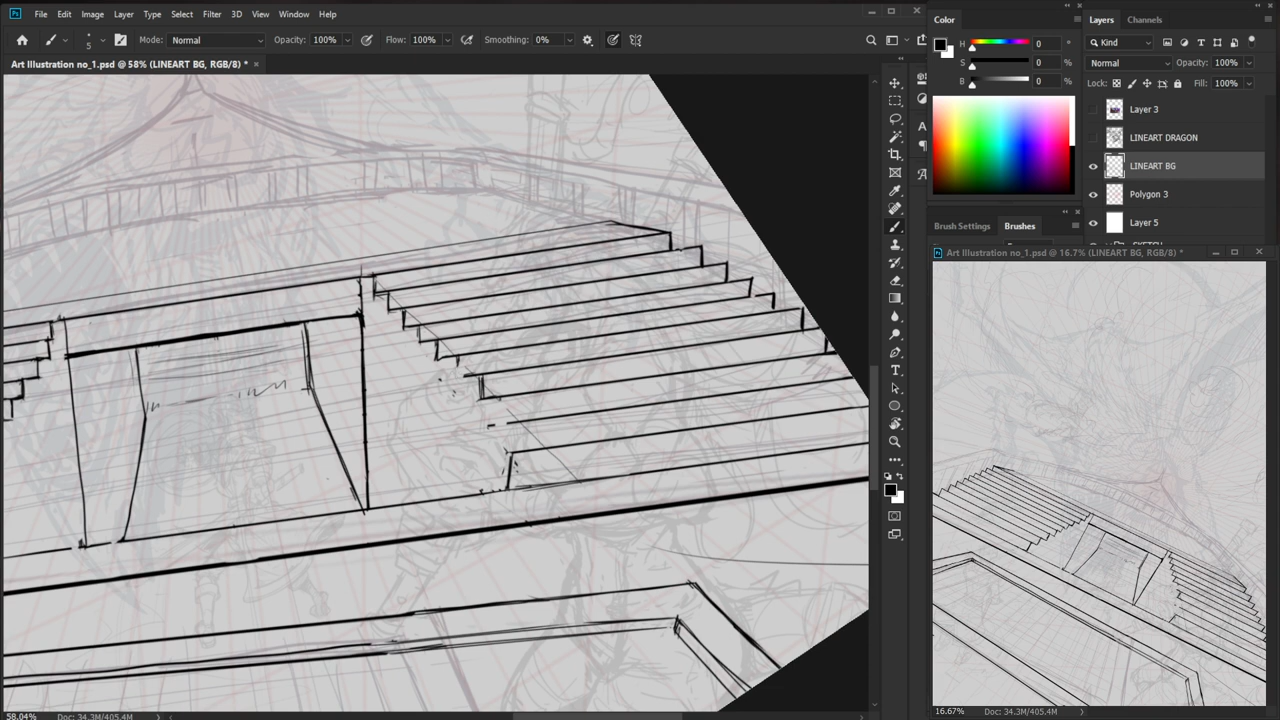 Ps File Edit Image Layer Type Select Filter 3D View Window Help
5 Mode: Normal Opacity: 100% Flow: 100% Smoothing: 0%
Art Illustration no_1.psd @ 58% (LINEART BG, RGB/8) *
Color
H 0 °
S 0 %
B 0 %
Brush Settings Brushes
Layers Channels
Kind
Normal Opacity: 100%
Lock: Fill: 100%
Layer 3
LINEART DRAGON
LINEART BG
Polygon 3
Layer 5
SKETCH
Art Illustration no_1.psd @ 16.7% (LINEART BG, RGB/8) *
58.04% Doc: 34.3M/405.4M
16.67% Doc: 34.3M/405.4M